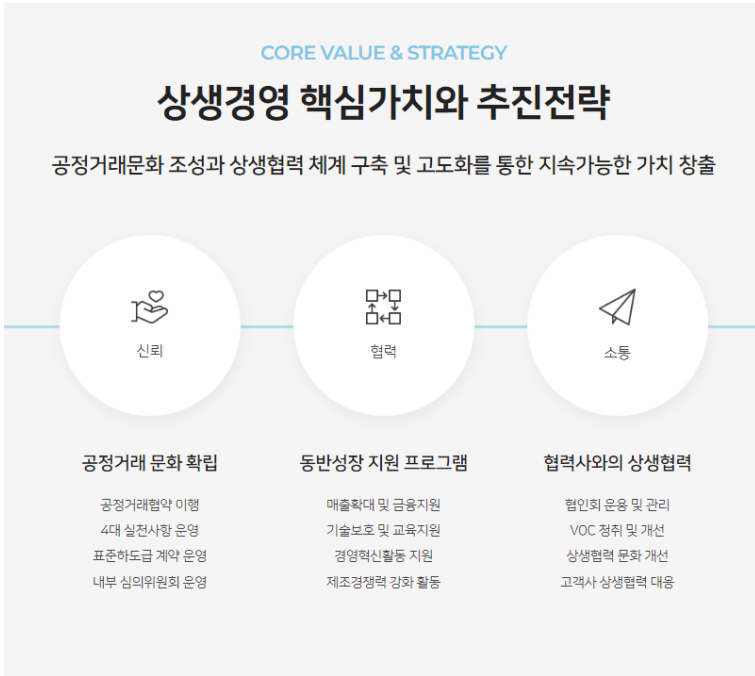 CORE VALUE & STRATEGY
상생경영 핵심가치와 추진전략
공정거래문화 조성과 상생협력 체계 구축 및 고도화를 통한 지속가능한 가치 창출
신뢰
협력
소통
공정거래 문화 확립
공정거래협약 이행
4대 실천사항 운영
표준하도급 계약 운영
내부 심의위원회 운영
동반성장 지원 프로그램
매출확대 및 금융지원
기술보호 및 교육지원
경영혁신활동 지원
제조경쟁력 강화 활동
협력사와의 상생협력
협인회 운용 및 관리
VOC 청취 및 개선
상생협력 문화 개선
고객사 상생협력 대응